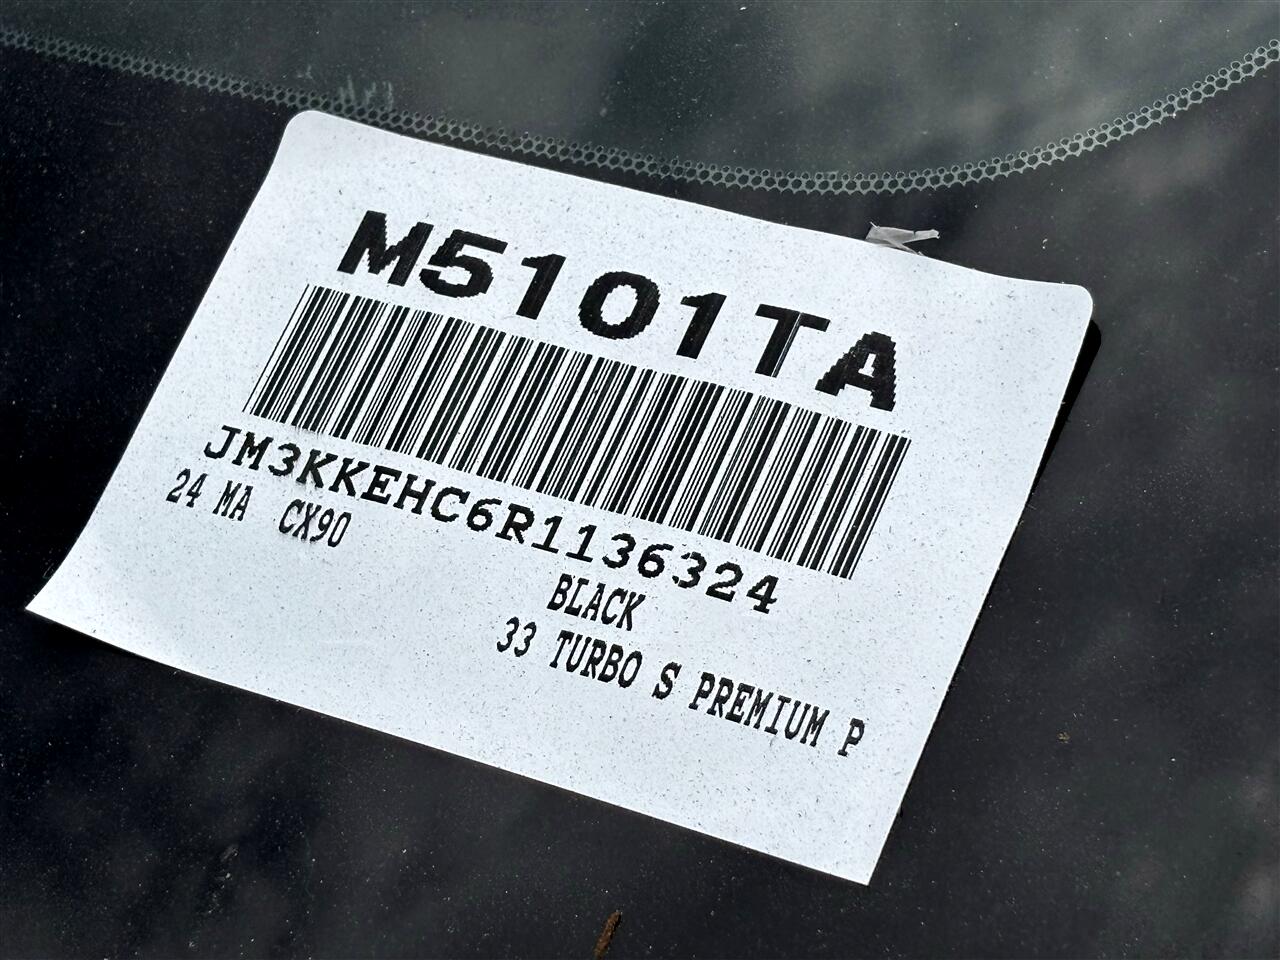 M5101TA
JM3KKEHC6R1136324
24 MA CX90
BLACK
33 TURBO S PREMIUM P